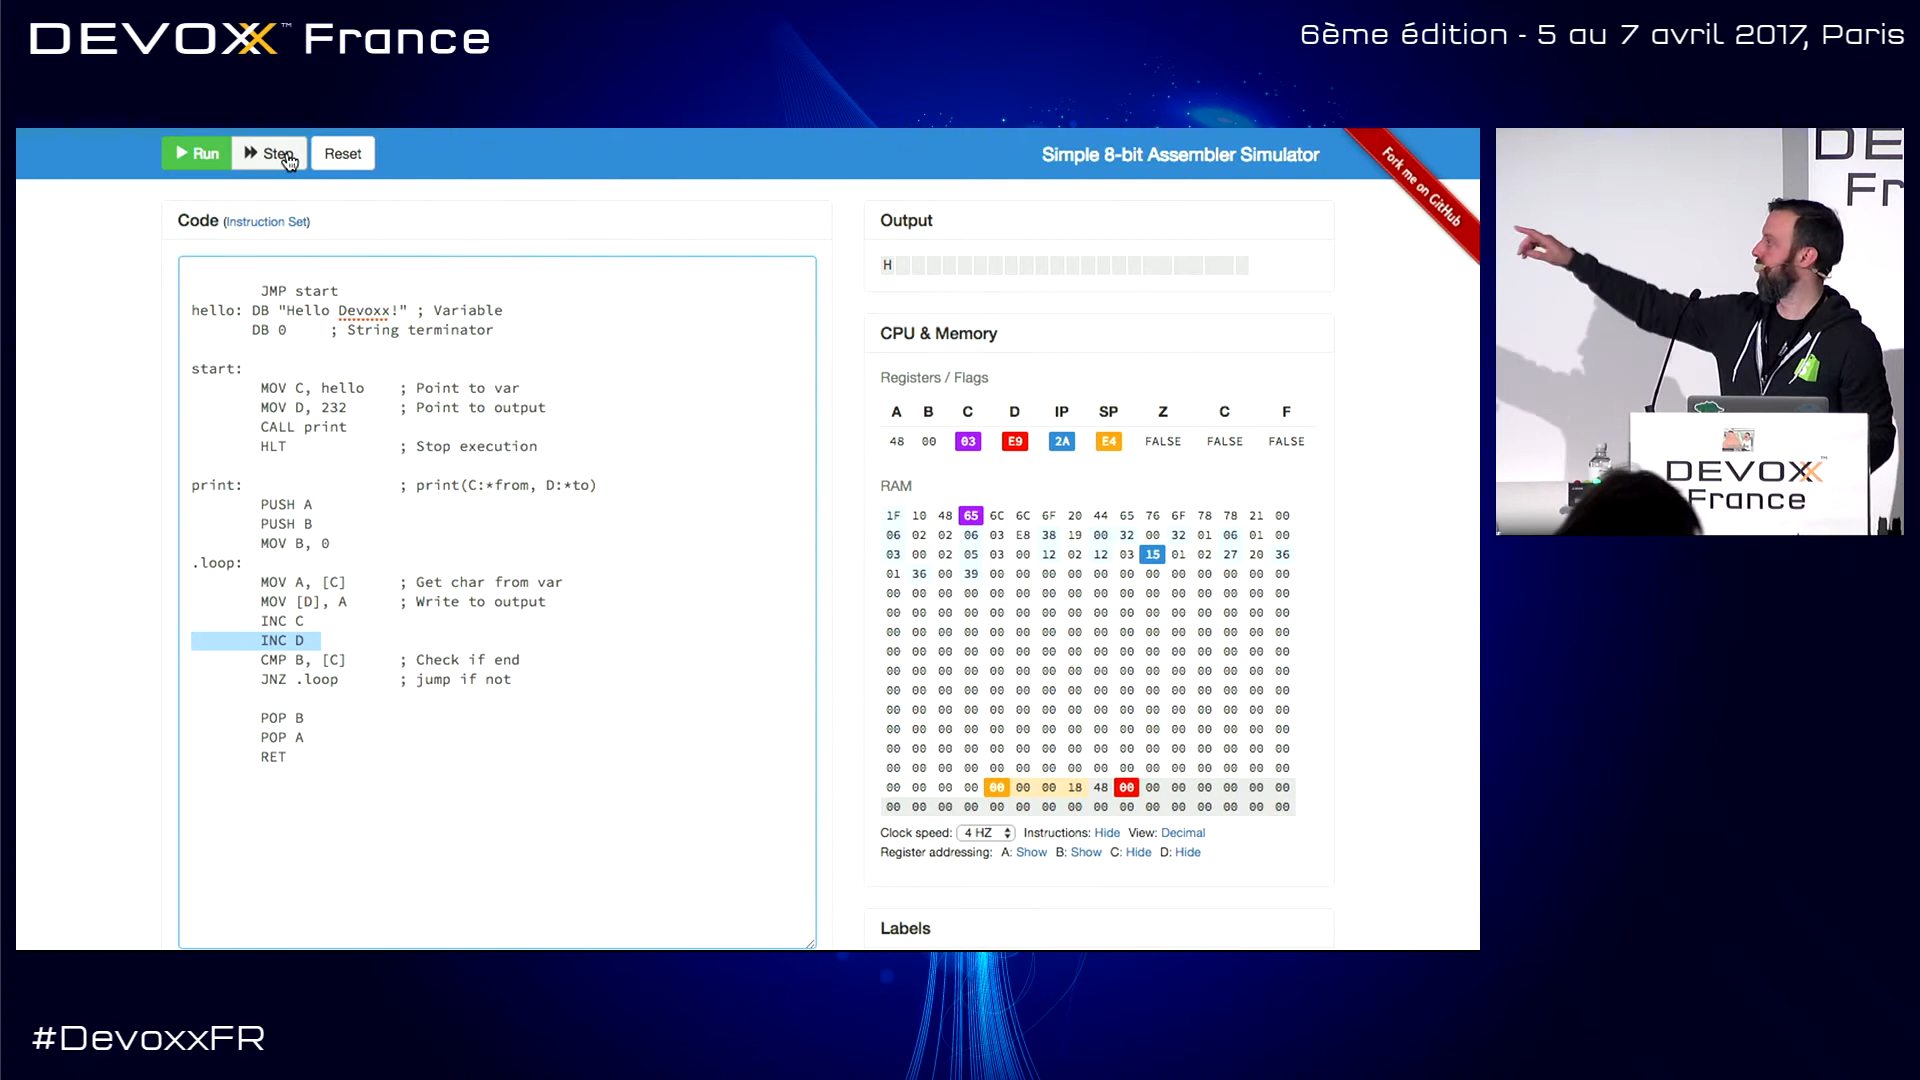 DEVOXX™ France
6ème édition - 5 au 7 avril 2017, Paris
Run Step Reset
Simple 8-bit Assembler Simulator
Fork me on GitHub
Code (Instruction Set)
JMP start
hello: DB "Hello Devoxx!" ; Variable
DB 0 ; String terminator
start:
MOV C, hello ; Point to var
MOV D, 232 ; Point to output
CALL print
HLT ; Stop execution
print: ; print(C:*from, D:*to)
PUSH A
PUSH B
MOV B, 0
.loop:
MOV A, [C] ; Get char from var
MOV [D], A ; Write to output
INC C
INC D
CMP B, [C] ; Check if end
JNZ .loop ; jump if not
POP B
POP A
RET
Output
H
CPU & Memory
Registers / Flags
A B C D IP SP Z C F
48 00 03 E9 2A E4 FALSE FALSE FALSE
RAM
1F 10 48 65 6C 6C 6F 20 44 65 76 6F 78 78 21 00
06 02 02 06 03 E8 38 19 00 32 00 32 01 06 01 00
03 00 02 05 03 00 12 02 12 03 15 01 02 27 20 36
01 36 00 39 00 00 00 00 00 00 00 00 00 00 00 00
00 00 00 00 00 00 00 00 00 00 00 00 00 00 00 00
00 00 00 00 00 00 00 00 00 00 00 00 00 00 00 00
00 00 00 00 00 00 00 00 00 00 00 00 00 00 00 00
00 00 00 00 00 00 00 00 00 00 00 00 00 00 00 00
00 00 00 00 00 00 00 00 00 00 00 00 00 00 00 00
00 00 00 00 00 00 00 00 00 00 00 00 00 00 00 00
00 00 00 00 00 00 00 00 00 00 00 00 00 00 00 00
00 00 00 00 00 00 00 00 00 00 00 00 00 00 00 00
00 00 00 00 00 00 00 00 00 00 00 00 00 00 00 00
00 00 00 00 00 00 00 00 00 00 00 00 00 00 00 00
00 00 00 00 00 00 00 18 48 00 00 00 00 00 00 00
00 00 00 00 00 00 00 00 00 00 00 00 00 00 00 00
Clock speed: 4 HZ Instructions: Hide View: Decimal
Register addressing: A: Show B: Show C: Hide D: Hide
Labels
DE
Fr
DEVOXX™
France
#DevoxxFR